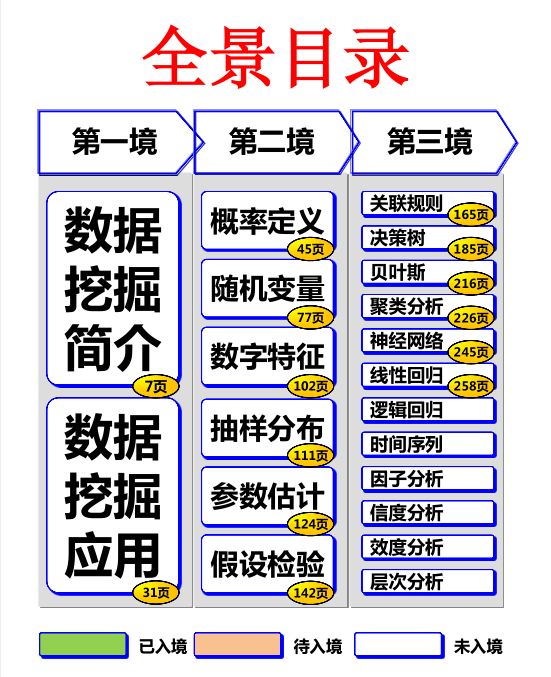 全景目录
第一境
第二境
第三境
数据
挖掘
简介
7页
数据
挖掘
应用
31页
概率定义
45页
随机变量
77页
数字特征
102页
抽样分布
111页
参数估计
124页
假设检验
142页
关联规则
165页
决策树
185页
贝叶斯
216页
聚类分析
226页
神经网络
245页
线性回归
258页
逻辑回归
时间序列
因子分析
信度分析
效度分析
层次分析
已入境
待入境
未入境